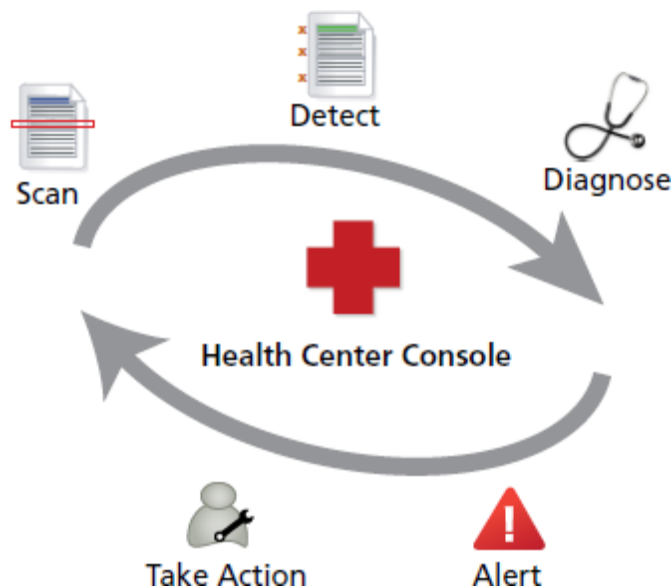 Detect
Scan
Diagnose
Health Center Console
Take Action
Alert